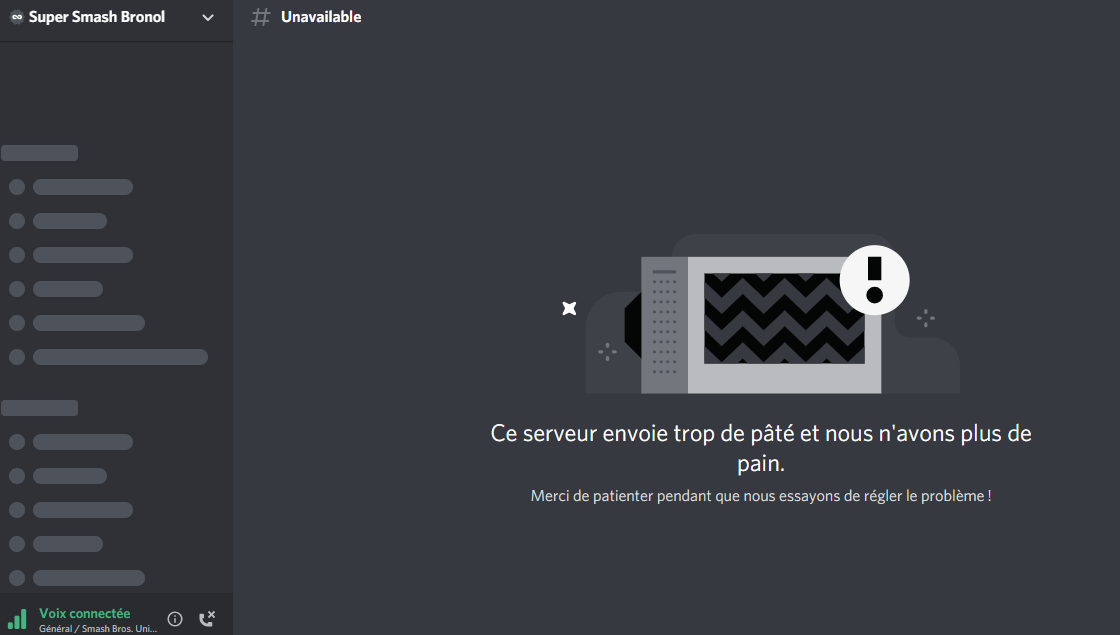 Super Smash Bronol
# Unavailable
Ce serveur envoie trop de pâté et nous n'avons plus de
pain.
Merci de patienter pendant que nous essayons de régler le problème !
Voix connectée
Général / Smash Bros. Uni...